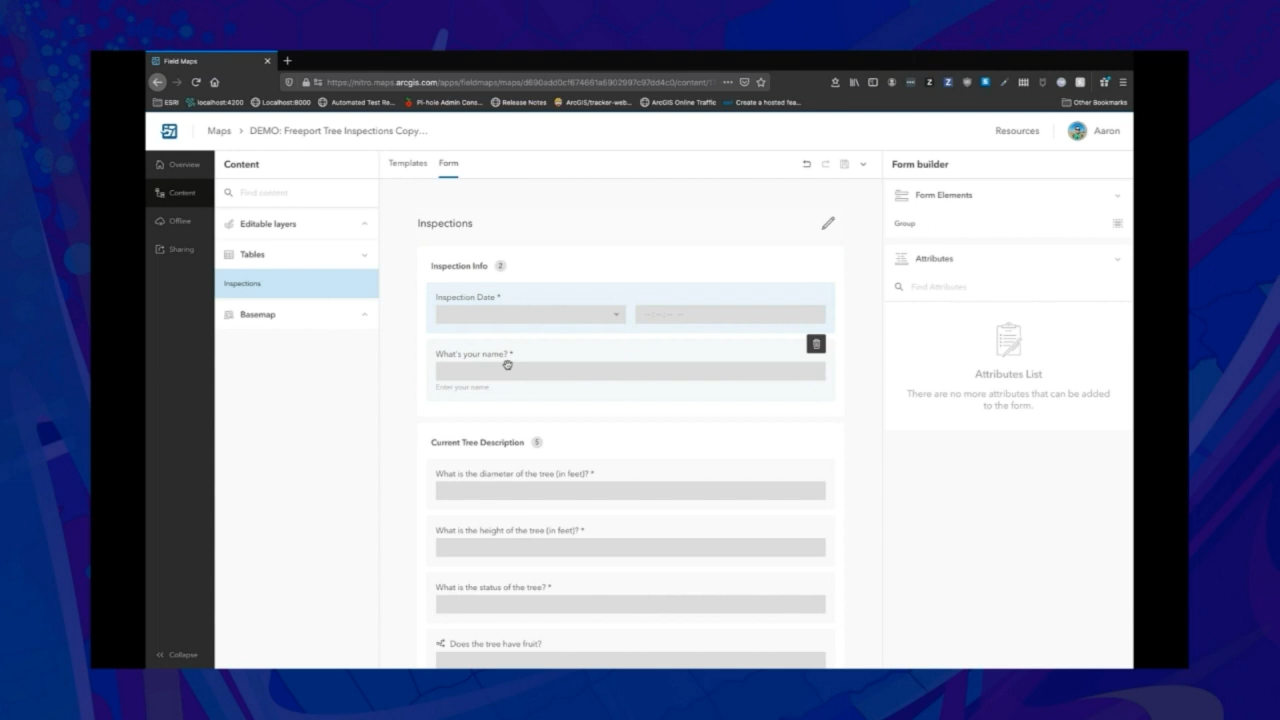 Field Maps
https://nitro.maps.arcgis.com/apps/fieldmaps/maps/
ESRI localhost:4200 Localhost:8000 Automated Test Re... Pi-hole Admin Cons... Release Notes ArcGIS/tracker-web... ArcGIS Online Traffic Create a hosted fea... Other Bookmarks
Maps > DEMO: Freeport Tree Inspections Copy... Resources Aaron
Overview
Content
Offline
Sharing
Collapse
Content
Find content
Editable layers
Tables
Inspections
Basemap
Templates Form
Inspections
Inspection Info 2
Inspection Date *
What's your name? *
Enter your name
Current Tree Description 5
What is the diameter of the tree (in feet)? *
What is the height of the tree (in feet)? *
What is the status of the tree? *
Does the tree have fruit?
Form builder
Form Elements
Group
Attributes
Find Attributes
Attributes List
There are no more attributes that can be added
to the form.